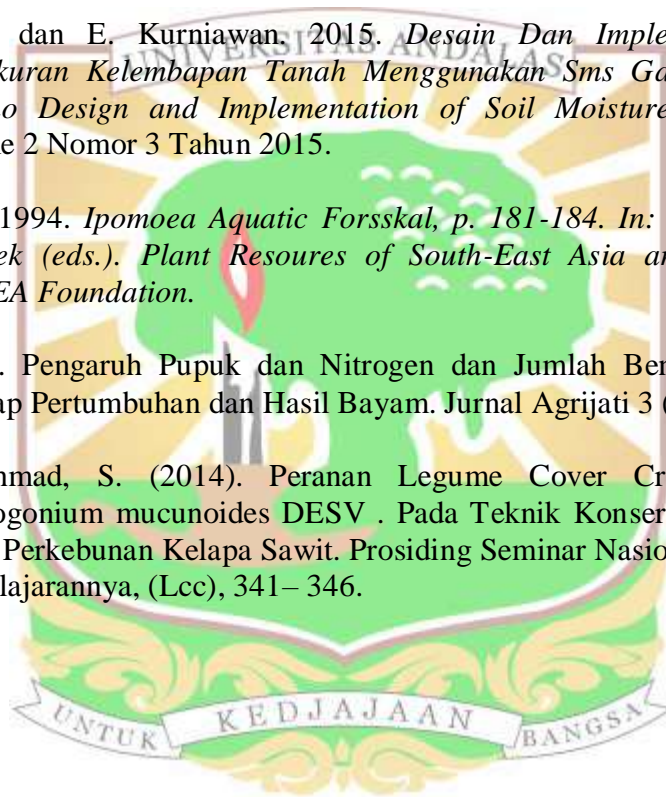 dan E. Kurniawan. 2015. Desain Dan Imple
kuran Kelembapan Tanah Menggunakan Sms Ga
o Design and Implementation of Soil Moisture
e 2 Nomor 3 Tahun 2015.
1994. Ipomoea Aquatic Forsskal, p. 181-184. In:
ek (eds.). Plant Resoures of South-East Asia an
EA Foundation.
. Pengaruh Pupuk dan Nitrogen dan Jumlah Ben
ap Pertumbuhan dan Hasil Bayam. Jurnal Agrijati 3 (
hmad, S. (2014). Peranan Legume Cover Cr
ogonium mucunoides DESV . Pada Teknik Konser
Perkebunan Kelapa Sawit. Prosiding Seminar Nasio
lajarannya, (Lcc), 341– 346.
UNIVERSITAS ANDALAS
UNTUK KEDJAJAAN BANGSA